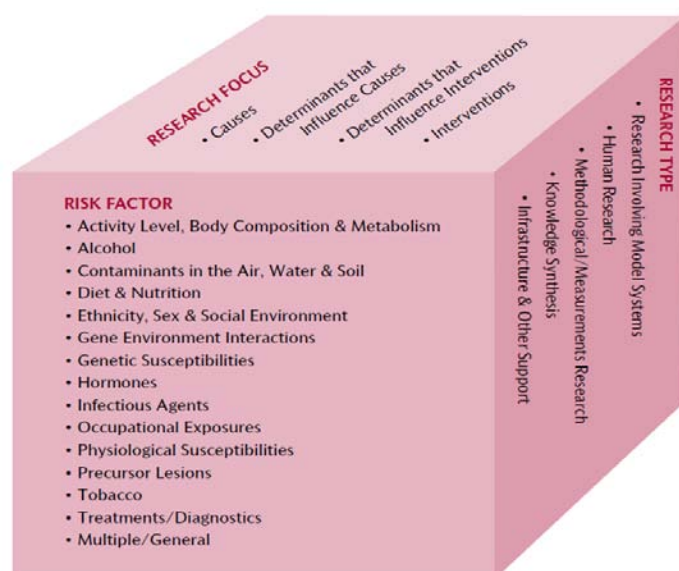 RESEARCH FOCUS
• Causes
• Determinants that
Influence Causes
• Determinants that
Influence Interventions
• Interventions
RISK FACTOR
• Activity Level, Body Composition & Metabolism
• Alcohol
• Contaminants in the Air, Water & Soil
• Diet & Nutrition
• Ethnicity, Sex & Social Environment
• Gene Environment Interactions
• Genetic Susceptibilities
• Hormones
• Infectious Agents
• Occupational Exposures
• Physiological Susceptibilities
• Precursor Lesions
• Tobacco
• Treatments/Diagnostics
• Multiple/General
RESEARCH TYPE
• Research Involving Model Systems
• Human Research
• Methodological/Measurements Research
• Knowledge Synthesis
• Infrastructure & Other Support